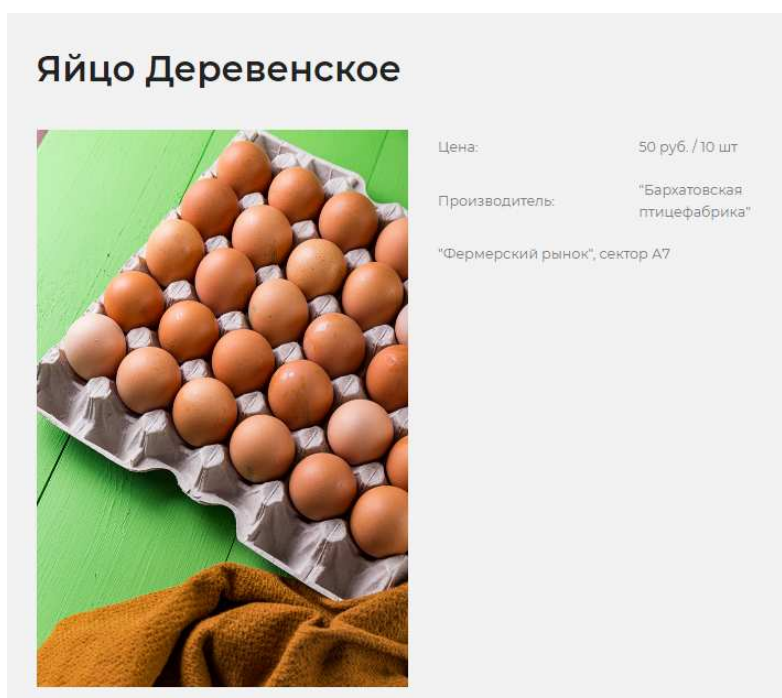 Яйцо Деревенское
Цена: 50 руб. / 10 шт
Производитель: "Бархатовская
птицефабрика"
"Фермерский рынок", сектор А7